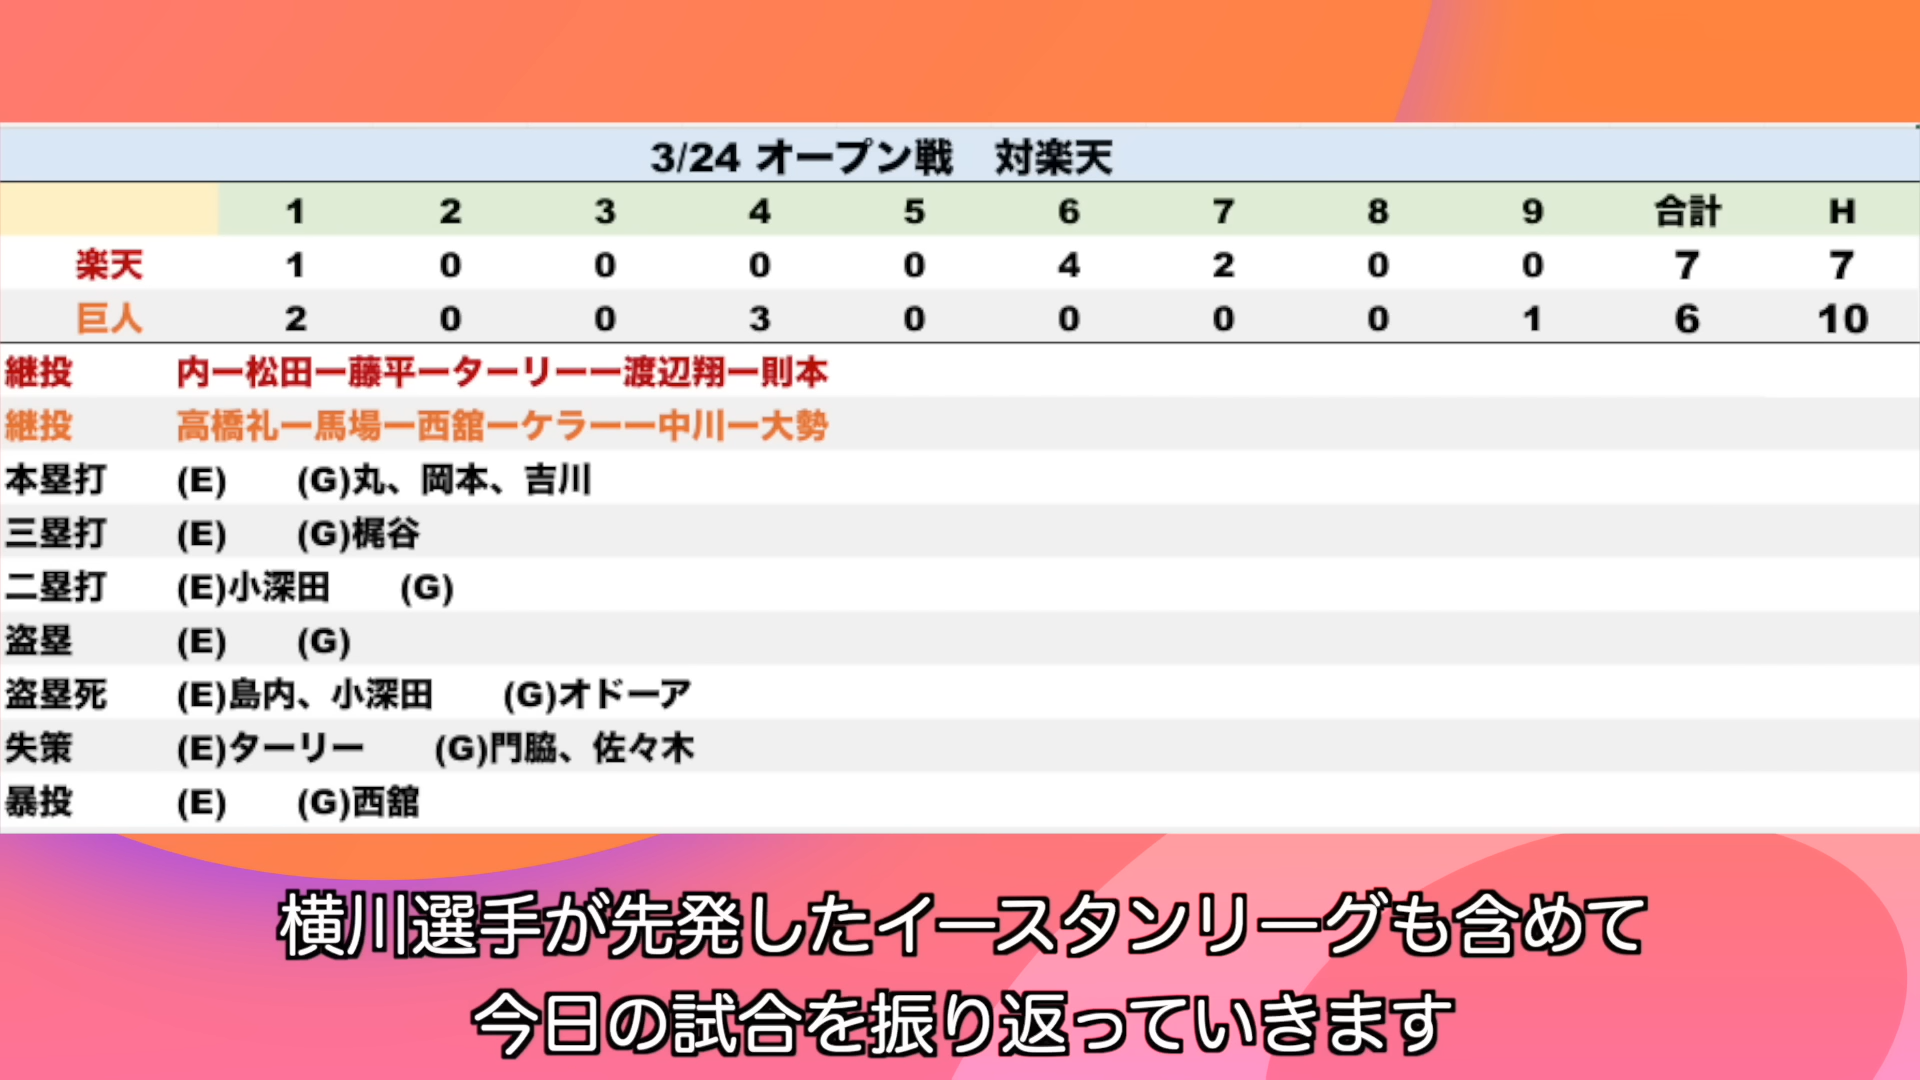 3/24 オープン戦　対楽天
1 2 3 4 5 6 7 8 9 合計 H
楽天 1 0 0 0 0 4 2 0 0 7 7
巨人 2 0 0 3 0 0 0 0 1 6 10
継投 内ー松田ー藤平ーターリーー渡辺翔ー則本
継投 高橋礼ー馬場ー西舘ーケラーー中川ー大勢
本塁打 (E)　　(G)丸、岡本、吉川
三塁打 (E)　　(G)梶谷
二塁打 (E)小深田　　(G)
盗塁 (E)　　(G)
盗塁死 (E)島内、小深田　　(G)オドーア
失策 (E)ターリー　　(G)門脇、佐々木
暴投 (E)　　(G)西舘
横川選手が先発したイースタンリーグも含めて
今日の試合を振り返っていきます